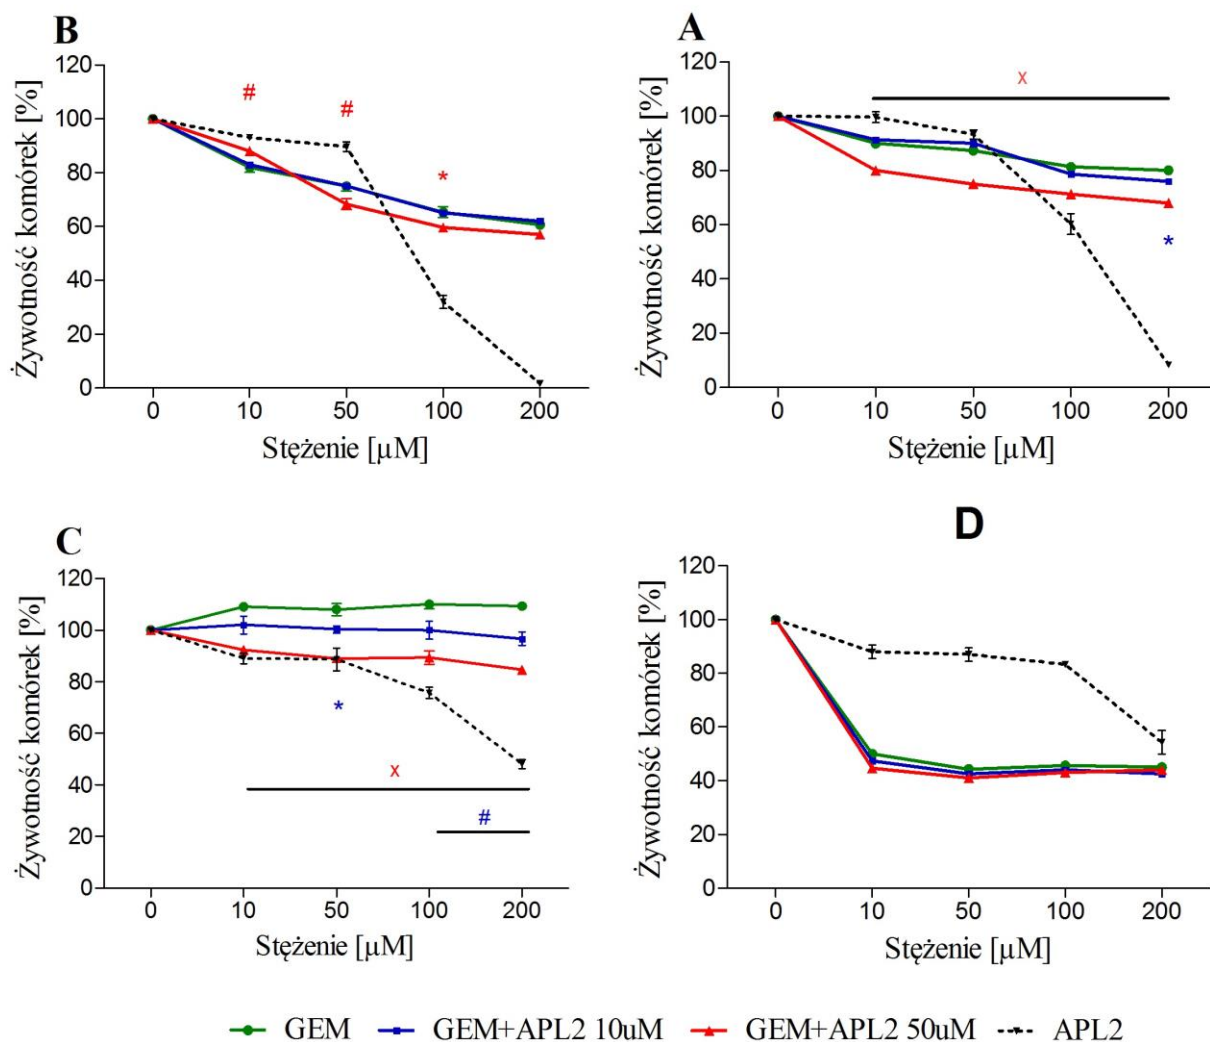 B
Żywotność komórek [%]
120
100
80
60
40
20
0
# # *
0 10 50 100 200
Stężenie [µM]
A
Żywotność komórek [%]
120
100
80
60
40
20
0
x
*
0 10 50 100 200
Stężenie [µM]
C
Żywotność komórek [%]
120
100
80
60
40
20
0
*
x
#
0 10 50 100 200
Stężenie [µM]
D
Żywotność komórek [%]
120
100
80
60
40
20
0
0 10 50 100 200
Stężenie [µM]
GEM GEM+APL2 10uM GEM+APL2 50uM APL2